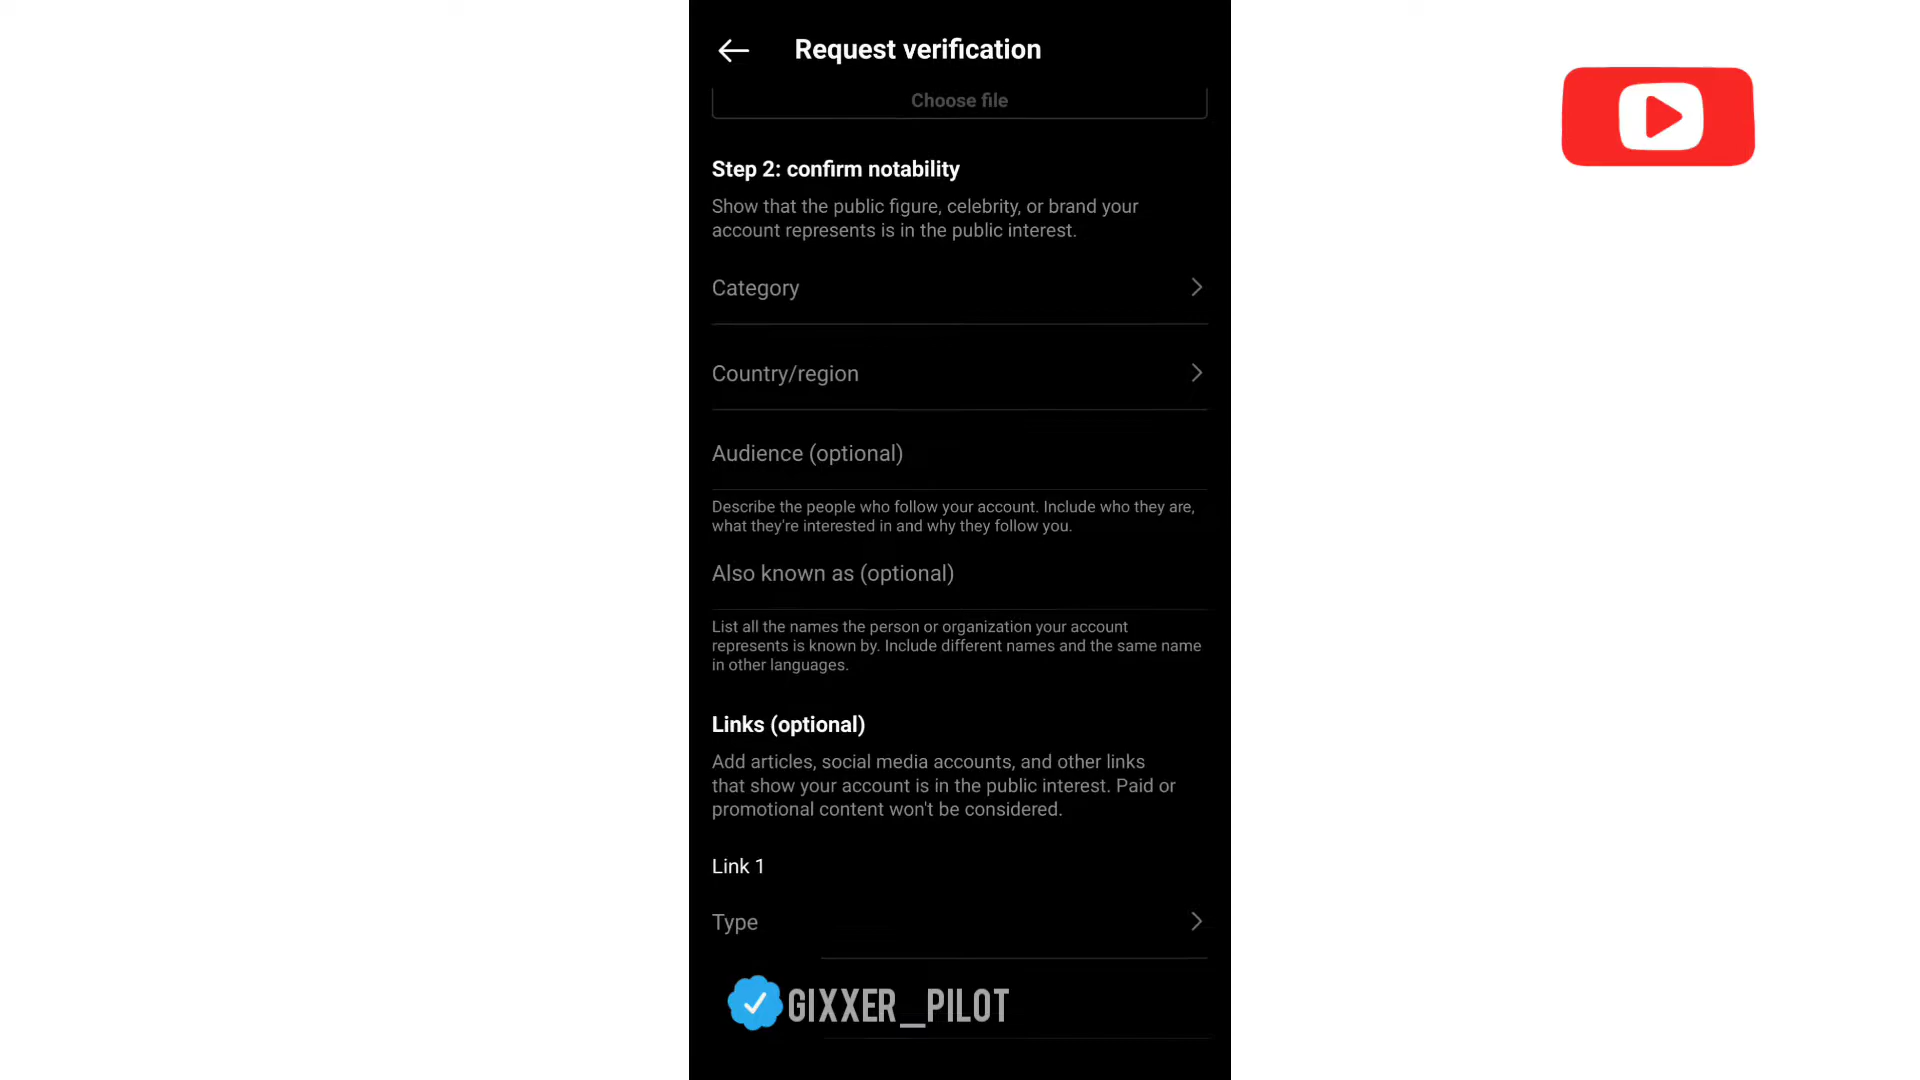 Request verification
Choose file
Step 2: confirm notability
Show that the public figure, celebrity, or brand your
account represents is in the public interest.
Category
Country/region
Audience (optional)
Describe the people who follow your account. Include who they are,
what they're interested in and why they follow you.
Also known as (optional)
List all the names the person or organization your account
represents is known by. Include different names and the same name
in other languages.
Links (optional)
Add articles, social media accounts, and other links
that show your account is in the public interest. Paid or
promotional content won't be considered.
Link 1
Type
GIXXER_PILOT